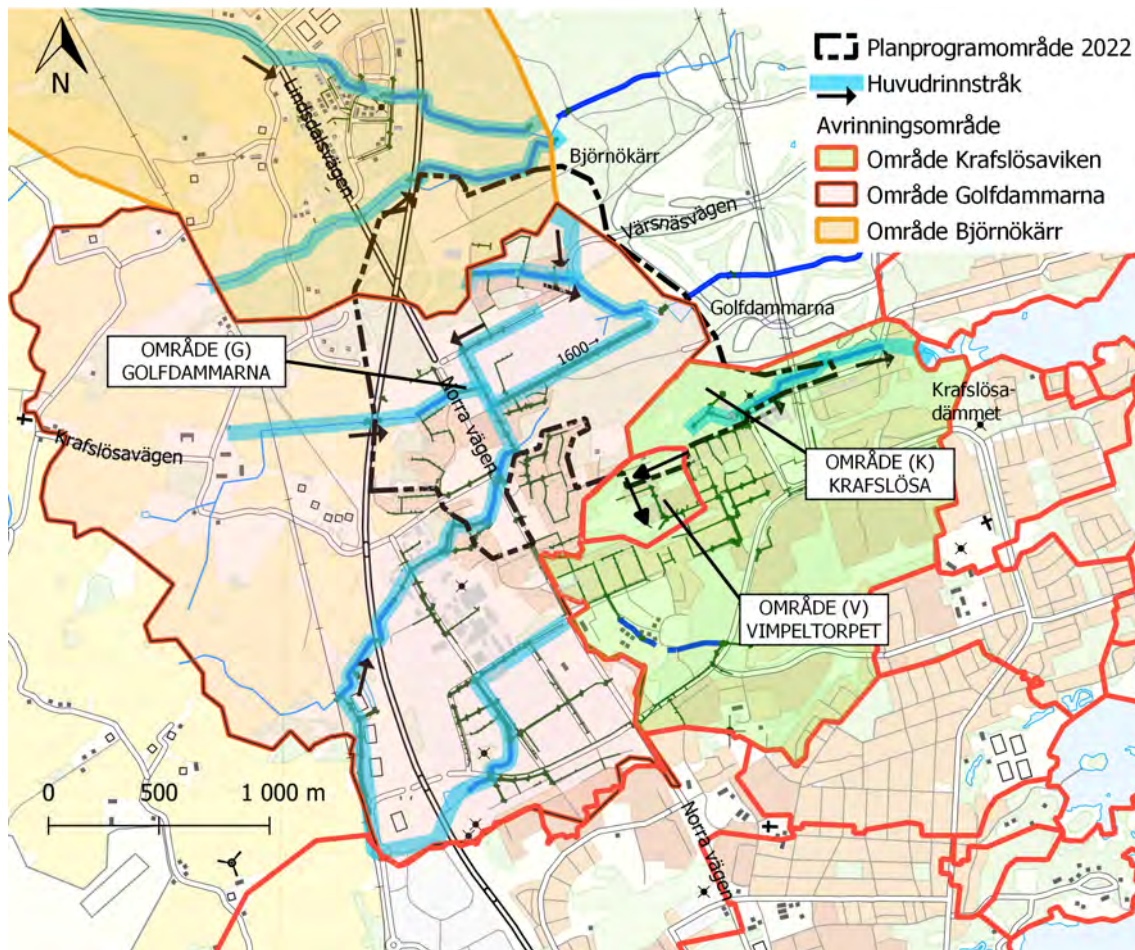 N
Planprogramområde 2022
Huvudrinnstråk
Avrinningsområde
Område Krafslösaviken
Område Golfdammarna
Område Björnökärr
Lindsdalsvägen
Björnökärr
Värsnäsvägen
Golfdammarna
OMRÅDE (G)
GOLFDAMMARNA
1600→
Norra vägen
Krafslösavägen
Krafslösa-
dämmet
OMRÅDE (K)
KRAFSLÖSA
OMRÅDE (V)
VIMPELTORPET
0 500 1 000 m
Norra vägen